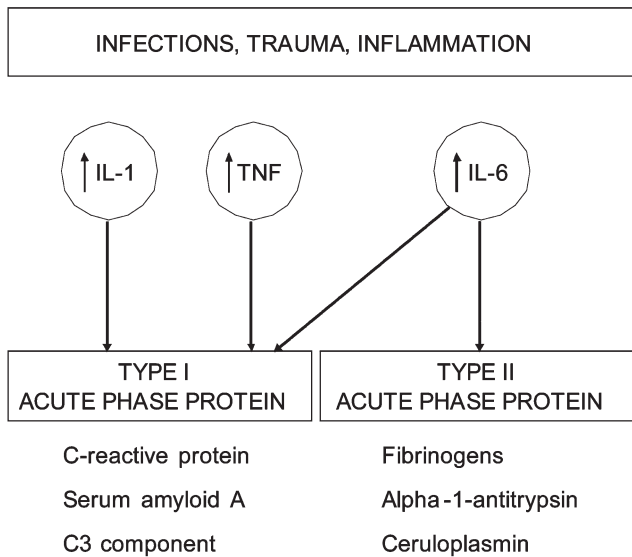 INFECTIONS, TRAUMA, INFLAMMATION
IL-1
TNF
IL-6
TYPE I
ACUTE PHASE PROTEIN
TYPE II
ACUTE PHASE PROTEIN
C-reactive protein
Serum amyloid A
C3 component
Fibrinogens
Alpha-1-antitrypsin
Ceruloplasmin